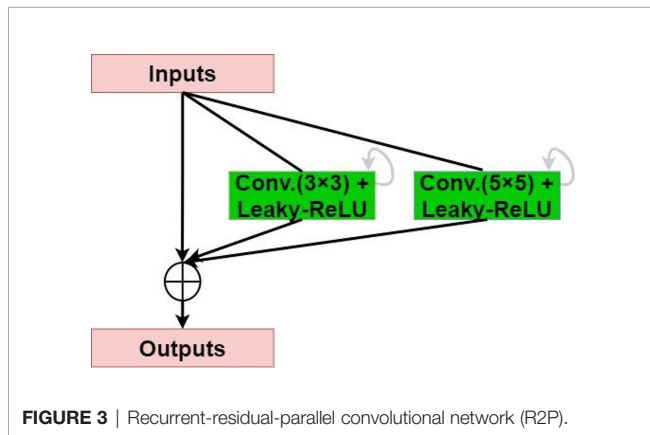 Inputs
Conv.(3×3) + Conv.(5×5) +
Leaky-ReLU Leaky-ReLU
Outputs
FIGURE 3 | Recurrent-residual-parallel convolutional network (R2P).